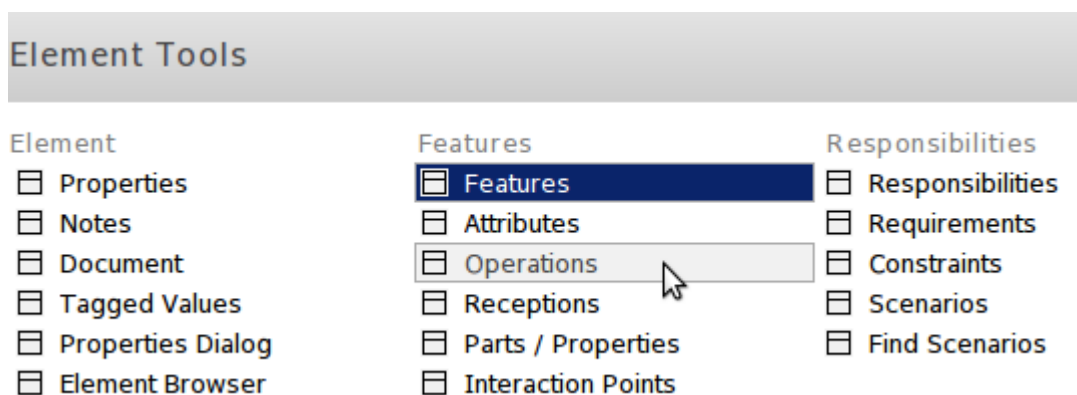 Element Tools
Element
Properties
Notes
Document
Tagged Values
Properties Dialog
Element Browser
Features
Features
Attributes
Operations
Receptions
Parts / Properties
Interaction Points
Responsibilities
Responsibilities
Requirements
Constraints
Scenarios
Find Scenarios